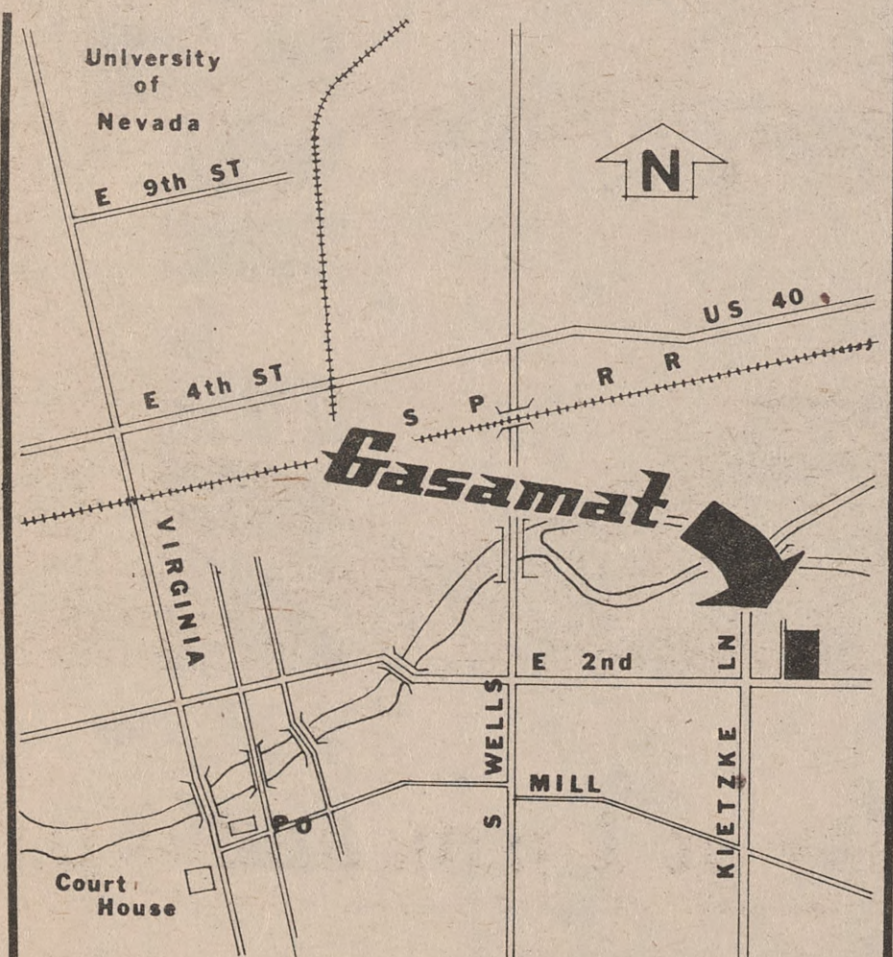 University
of
Nevada
E 9th ST
N
US 40
E 4th ST
S P R R
Gasamat
VIRGINIA
E 2nd
KIETZKE LN
S WELLS
MILL
PO
Court
House